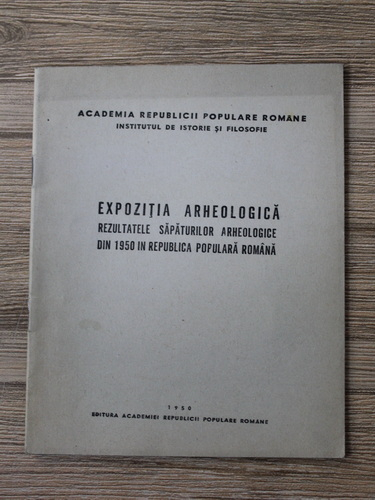 ACADEMIA REPUBLICII POPULARE ROMÂNE
INSTITUTUL DE ISTORIE ȘI FILOSOFIE
EXPOZIȚIA ARHEOLOGICĂ
REZULTATELE SĂPĂTURILOR ARHEOLOGICE
DIN 1950 IN REPUBLICA POPULARĂ ROMÂNĂ
1950
EDITURA ACADEMIEI REPUBLICII POPULARE ROMÂNE